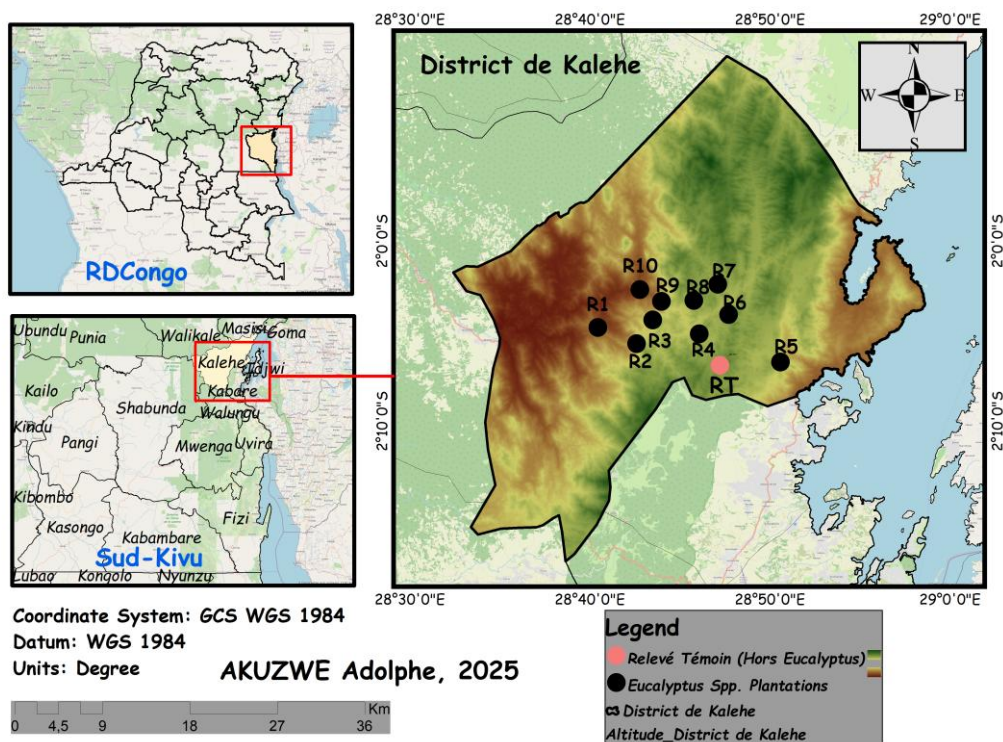 28°30'0"E 28°40'0"E 28°50'0"E 29°0'0"E
District de Kalehe
N
W E
S
RDCongo
2°0'0"S 2°0'0"S
2°10'0"S 2°10'0"S
R10
R9
R7
R8
R6
R1
R3
R2
R4
R5
RT
Ubundu
Punia
Walikale
Masisi
Goma
Kalehe
Idjwi
Kailo
Kabare
Shabunda
Walungu
Kindu
Pangi
Mwenga
Uvira
Kibombo
Kasongo
Fizi
Kabambare
Sud-Kivu
Lubao
Kongolo
Nyunzu
28°30'0"E 28°40'0"E 28°50'0"E 29°0'0"E
Coordinate System: GCS WGS 1984
Datum: WGS 1984
Units: Degree
AKUZWE Adolphe, 2025
Km
0 4,5 9 18 27 36
Legend
Relevé Témoin (Hors Eucalyptus)
Eucalyptus Spp. Plantations
District de Kalehe
Altitude_District de Kalehe